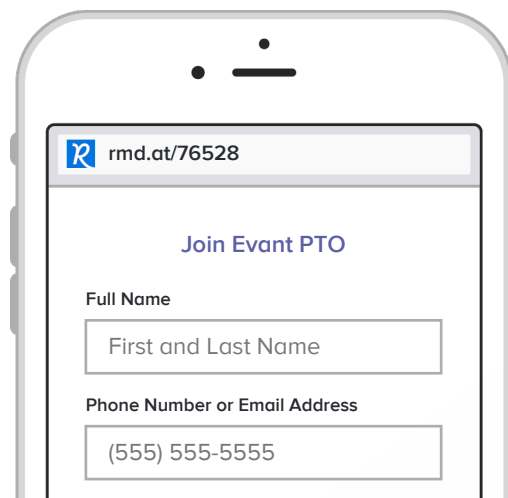 rmd.at/76528
Join Evant PTO
Full Name
First and Last Name
Phone Number or Email Address
(555) 555-5555